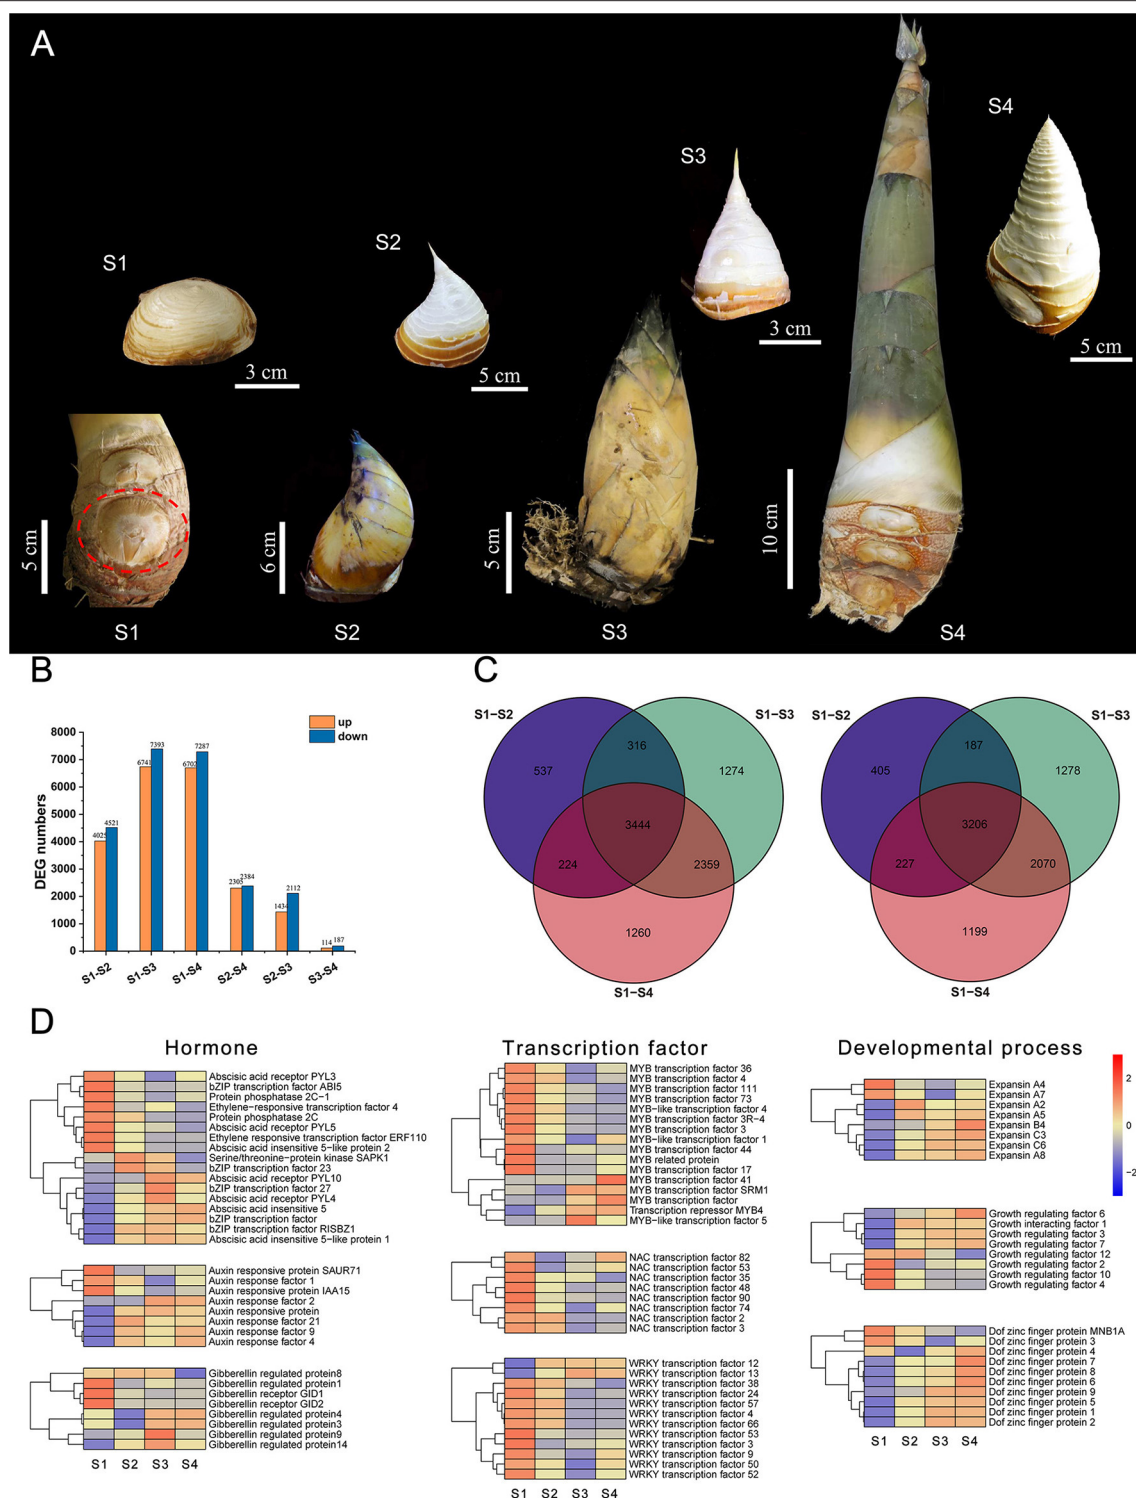 A
S1
S2
S3
S4
3 cm
5 cm
3 cm
5 cm
5 cm
6 cm
5 cm
10 cm
S1
S2
S3
S4
B
up
down
DEG numbers
8000
7000
6000
5000
4000
3000
2000
1000
0
4025
4521
6741
7393
6702
7287
2305
2384
1434
2112
114
187
S1-S2
S1-S3
S1-S4
S2-S4
S2-S3
S3-S4
C
S1−S2
S1−S3
316
537
1274
3444
224
2359
1260
S1−S4
S1−S2
S1−S3
187
405
1278
3206
227
2070
1199
S1−S4
D
Hormone
Abscisic acid receptor PYL3
bZIP transcription factor ABI5
Protein phosphatase 2C−1
Ethylene−responsive transcription factor 4
Protein phosphatase 2C
Abscisic acid receptor PYL5
Ethylene responsive transcription factor ERF110
Abscisic acid insensitive 5−like protein 2
Serine/threonine−protein kinase SAPK1
bZIP transcription factor 23
Abscisic acid receptor PYL10
bZIP transcription factor 27
Abscisic acid receptor PYL4
Abscisic acid insensitive 5
bZIP transcription factor
bZIP transcription factor RISBZ1
Abscisic acid insensitive 5−like protein 1
Auxin responsive protein SAUR71
Auxin response factor 1
Auxin responsive protein IAA15
Auxin response factor 2
Auxin responsive protein
Auxin response factor 21
Auxin response factor 9
Auxin response factor 4
Gibberellin regulated protein8
Gibberellin regulated protein1
Gibberellin receptor GID1
Gibberellin receptor GID2
Gibberellin regulated protein4
Gibberellin regulated protein3
Gibberellin regulated protein9
Gibberellin regulated protein14
S1 S2 S3 S4
Transcription factor
MYB transcription factor 36
MYB transcription factor 4
MYB transcription factor 111
MYB transcription factor 73
MYB−like transcription factor 4
MYB transcription factor 3R−4
MYB transcription factor 3
MYB−like transcription factor 1
MYB transcription factor 44
MYB related protein
MYB transcription factor 17
MYB transcription factor 41
MYB transcription factor SRM1
MYB transcription factor
Transcription repressor MYB4
MYB−like transcription factor 5
NAC transcription factor 82
NAC transcription factor 53
NAC transcription factor 35
NAC transcription factor 48
NAC transcription factor 90
NAC transcription factor 74
NAC transcription factor 2
NAC transcription factor 3
WRKY transcription factor 12
WRKY transcription factor 13
WRKY transcription factor 38
WRKY transcription factor 24
WRKY transcription factor 57
WRKY transcription factor 4
WRKY transcription factor 66
WRKY transcription factor 53
WRKY transcription factor 3
WRKY transcription factor 9
WRKY transcription factor 50
WRKY transcription factor 52
S1 S2 S3 S4
Developmental process
Expansin A4
Expansin A7
Expansin A2
Expansin A5
Expansin B4
Expansin C3
Expansin C6
Expansin A8
2
0
−2
Growth regulating factor 6
Growth interacting factor 1
Growth regulating factor 3
Growth regulating factor 7
Growth regulating factor 12
Growth regulating factor 2
Growth regulating factor 10
Growth regulating factor 4
Dof zinc finger protein MNB1A
Dof zinc finger protein 3
Dof zinc finger protein 4
Dof zinc finger protein 7
Dof zinc finger protein 8
Dof zinc finger protein 6
Dof zinc finger protein 9
Dof zinc finger protein 5
Dof zinc finger protein 1
Dof zinc finger protein 2
S1 S2 S3 S4